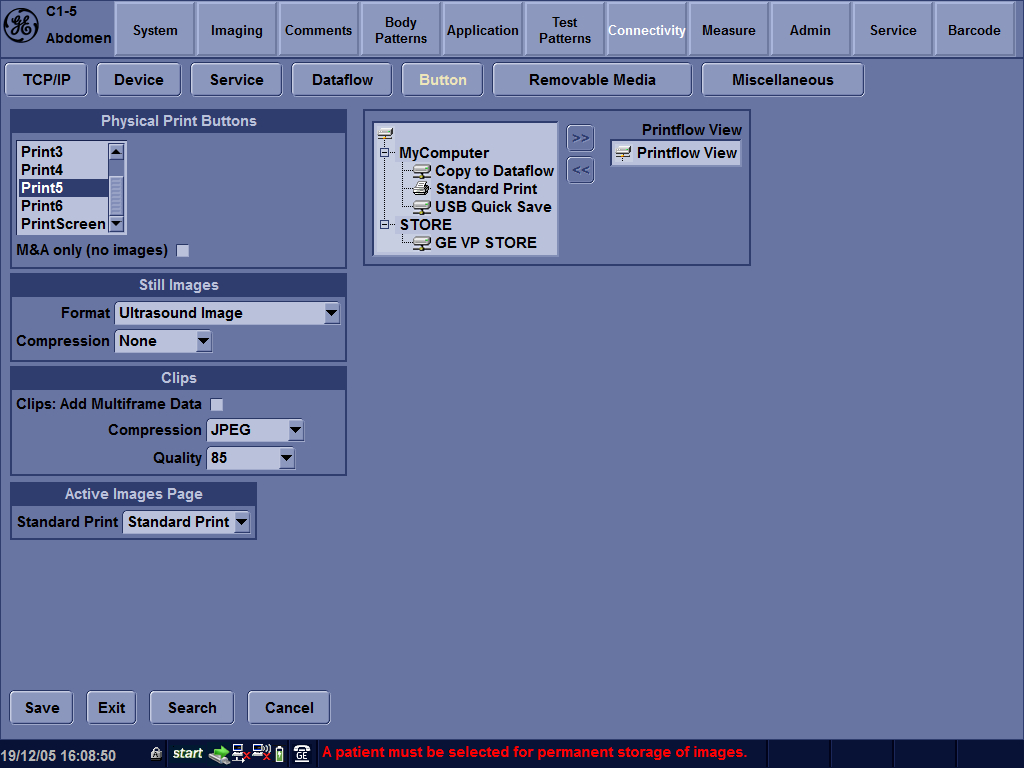 C1-5
Abdomen
System
Imaging
Comments
Body
Patterns
Application
Test
Patterns
Connectivity
Measure
Admin
Service
Barcode
TCP/IP
Device
Service
Dataflow
Button
Removable Media
Miscellaneous
Physical Print Buttons
Print3
Print4
Print5
Print6
PrintScreen
M&A only (no images)
Still Images
Format Ultrasound Image
Compression None
Clips
Clips: Add Multiframe Data
Compression JPEG
Quality 85
Active Images Page
Standard Print Standard Print
MyComputer
Copy to Dataflow
Standard Print
USB Quick Save
STORE
GE VP STORE
>>
<<
Printflow View
Printflow View
Save
Exit
Search
Cancel
19/12/05 16:08:50
start
GE
A patient must be selected for permanent storage of images.